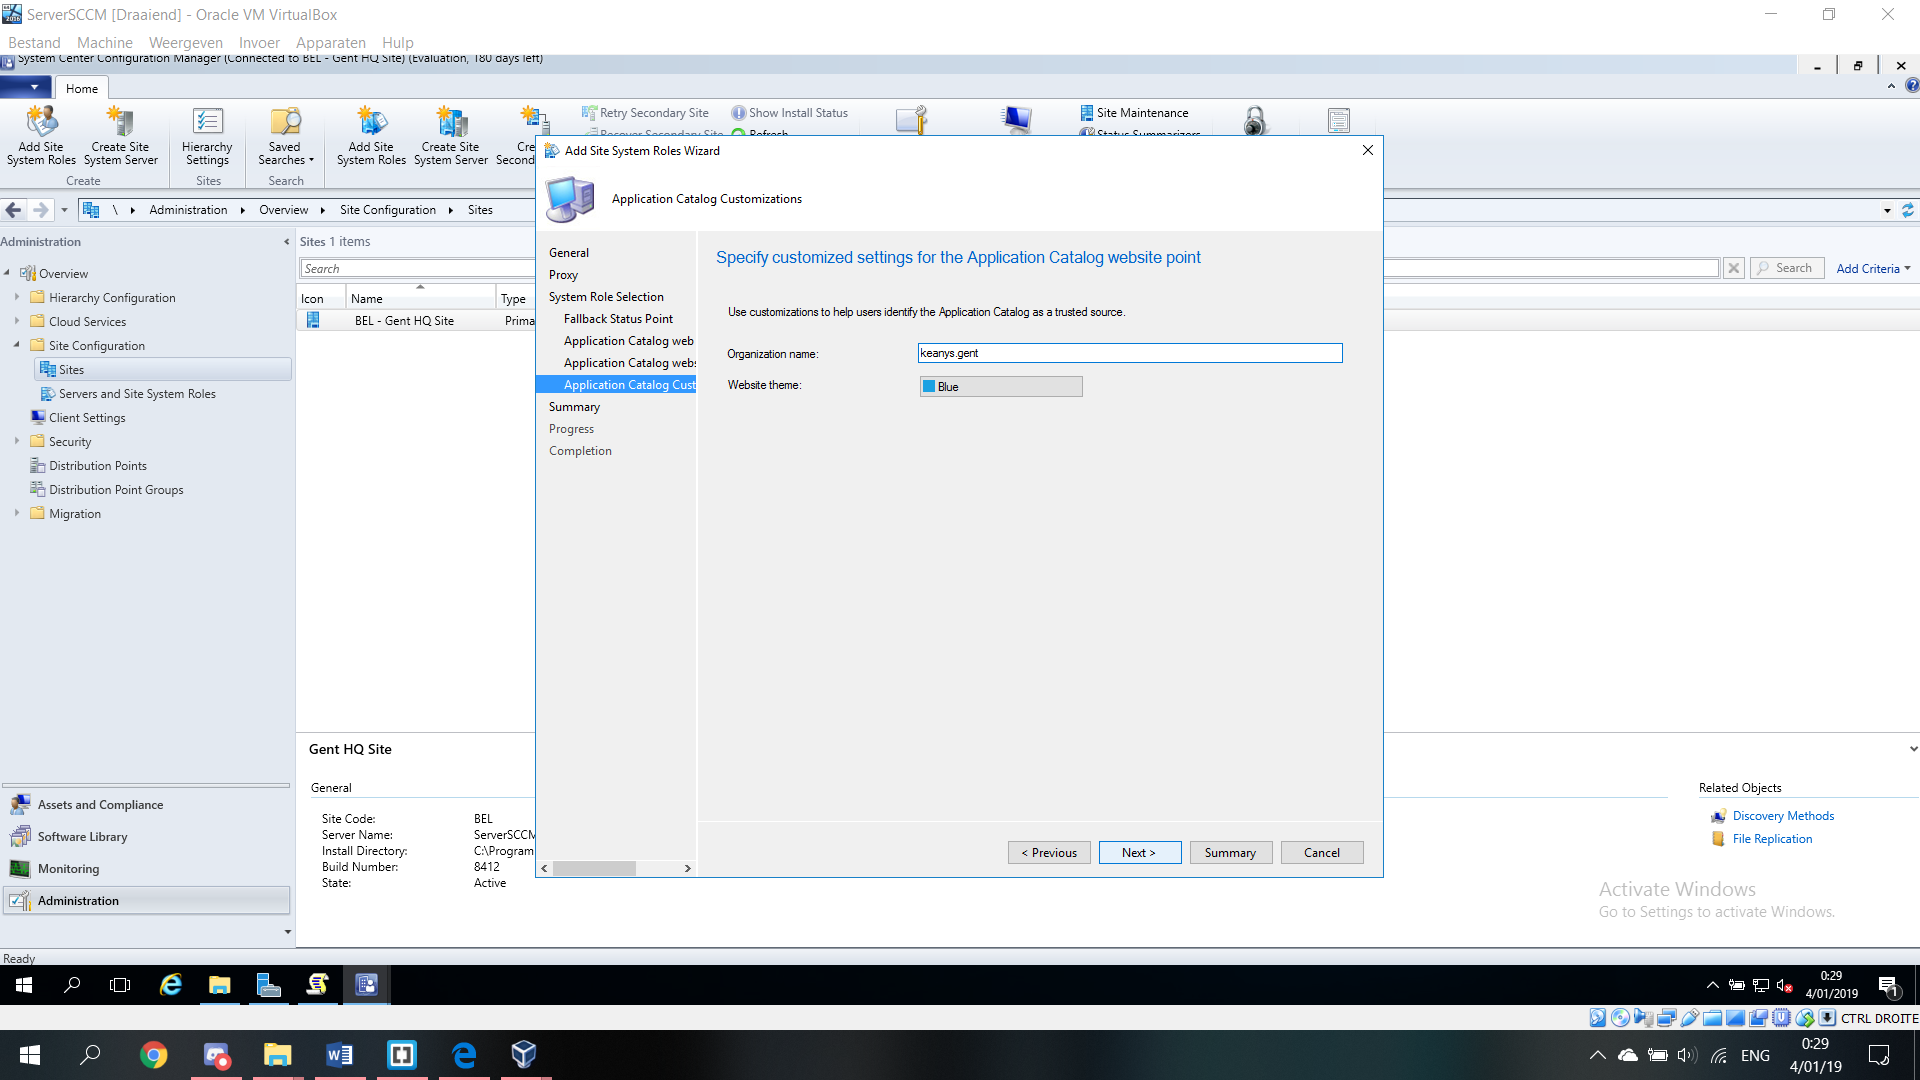 ServerSCCM [Draaiend] - Oracle VM VirtualBox
Bestand Machine Weergeven Invoer Apparaten Hulp
System Center Configuration Manager (Connected to BEL - Gent HQ Site) (Evaluation, 180 days left)
Home
Add Site System Roles
Create Site System Server
Create
Hierarchy Settings
Sites
Saved Searches
Search
Add Site System Roles
Create Site System Server
Cre
Second
Retry Secondary Site
Recover Secondary Site
Show Install Status
Refresh
Site Maintenance
Status Summarizers
\ Administration Overview Site Configuration Sites
Administration
Overview
Hierarchy Configuration
Cloud Services
Site Configuration
Sites
Servers and Site System Roles
Client Settings
Security
Distribution Points
Distribution Point Groups
Migration
Assets and Compliance
Software Library
Monitoring
Administration
Ready
Sites 1 items
Search
Search
Add Criteria
Icon Name Type
BEL - Gent HQ Site Prima
Add Site System Roles Wizard
Application Catalog Customizations
General
Proxy
System Role Selection
Fallback Status Point
Application Catalog web
Application Catalog webs
Application Catalog Cust
Summary
Progress
Completion
Specify customized settings for the Application Catalog website point
Use customizations to help users identify the Application Catalog as a trusted source.
Organization name: keanys.gent
Website theme: Blue
< Previous Next > Summary Cancel
Gent HQ Site
General
Site Code: BEL
Server Name: ServerSCCM
Install Directory: C:\Program
Build Number: 8412
State: Active
Related Objects
Discovery Methods
File Replication
Activate Windows
Go to Settings to activate Windows.
0:29
4/01/2019
1
CTRL DROITE
ENG
0:29
4/01/19